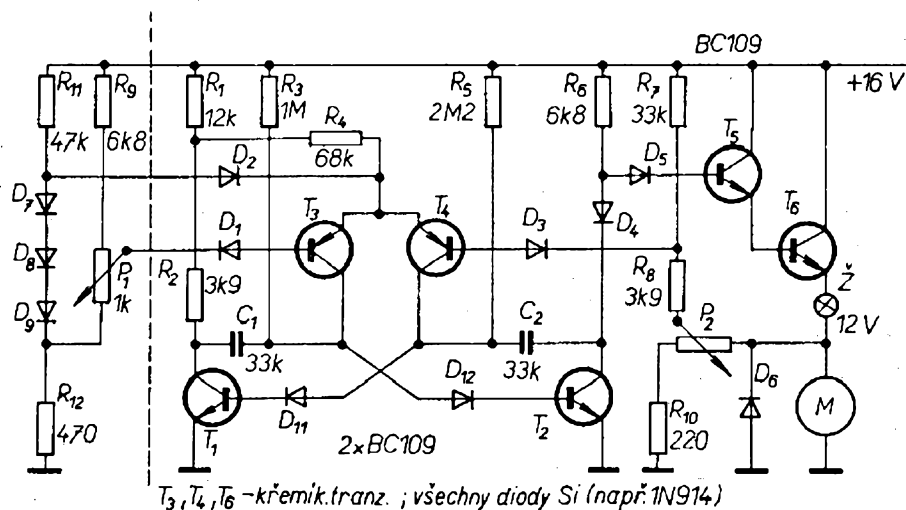 BC109
+16 V
R11 47k
R9 6k8
R1 12k
R3 1M
R4 68k
R5 2M2
R6 6k8
R7 33k
T5
D2
D5
D7
T3
T4
T6
D1
D3
D4
D8
P1 1k
R2 3k9
R8 3k9
Ž
12 V
D9
C1 33k
C2 33k
P2
D6
M
R12 470
D11
D12
T1
T2
R10 220
2xBC109
T3, T4, T6 - křemík. tranz. ; všechny diody Si (např. 1N914)